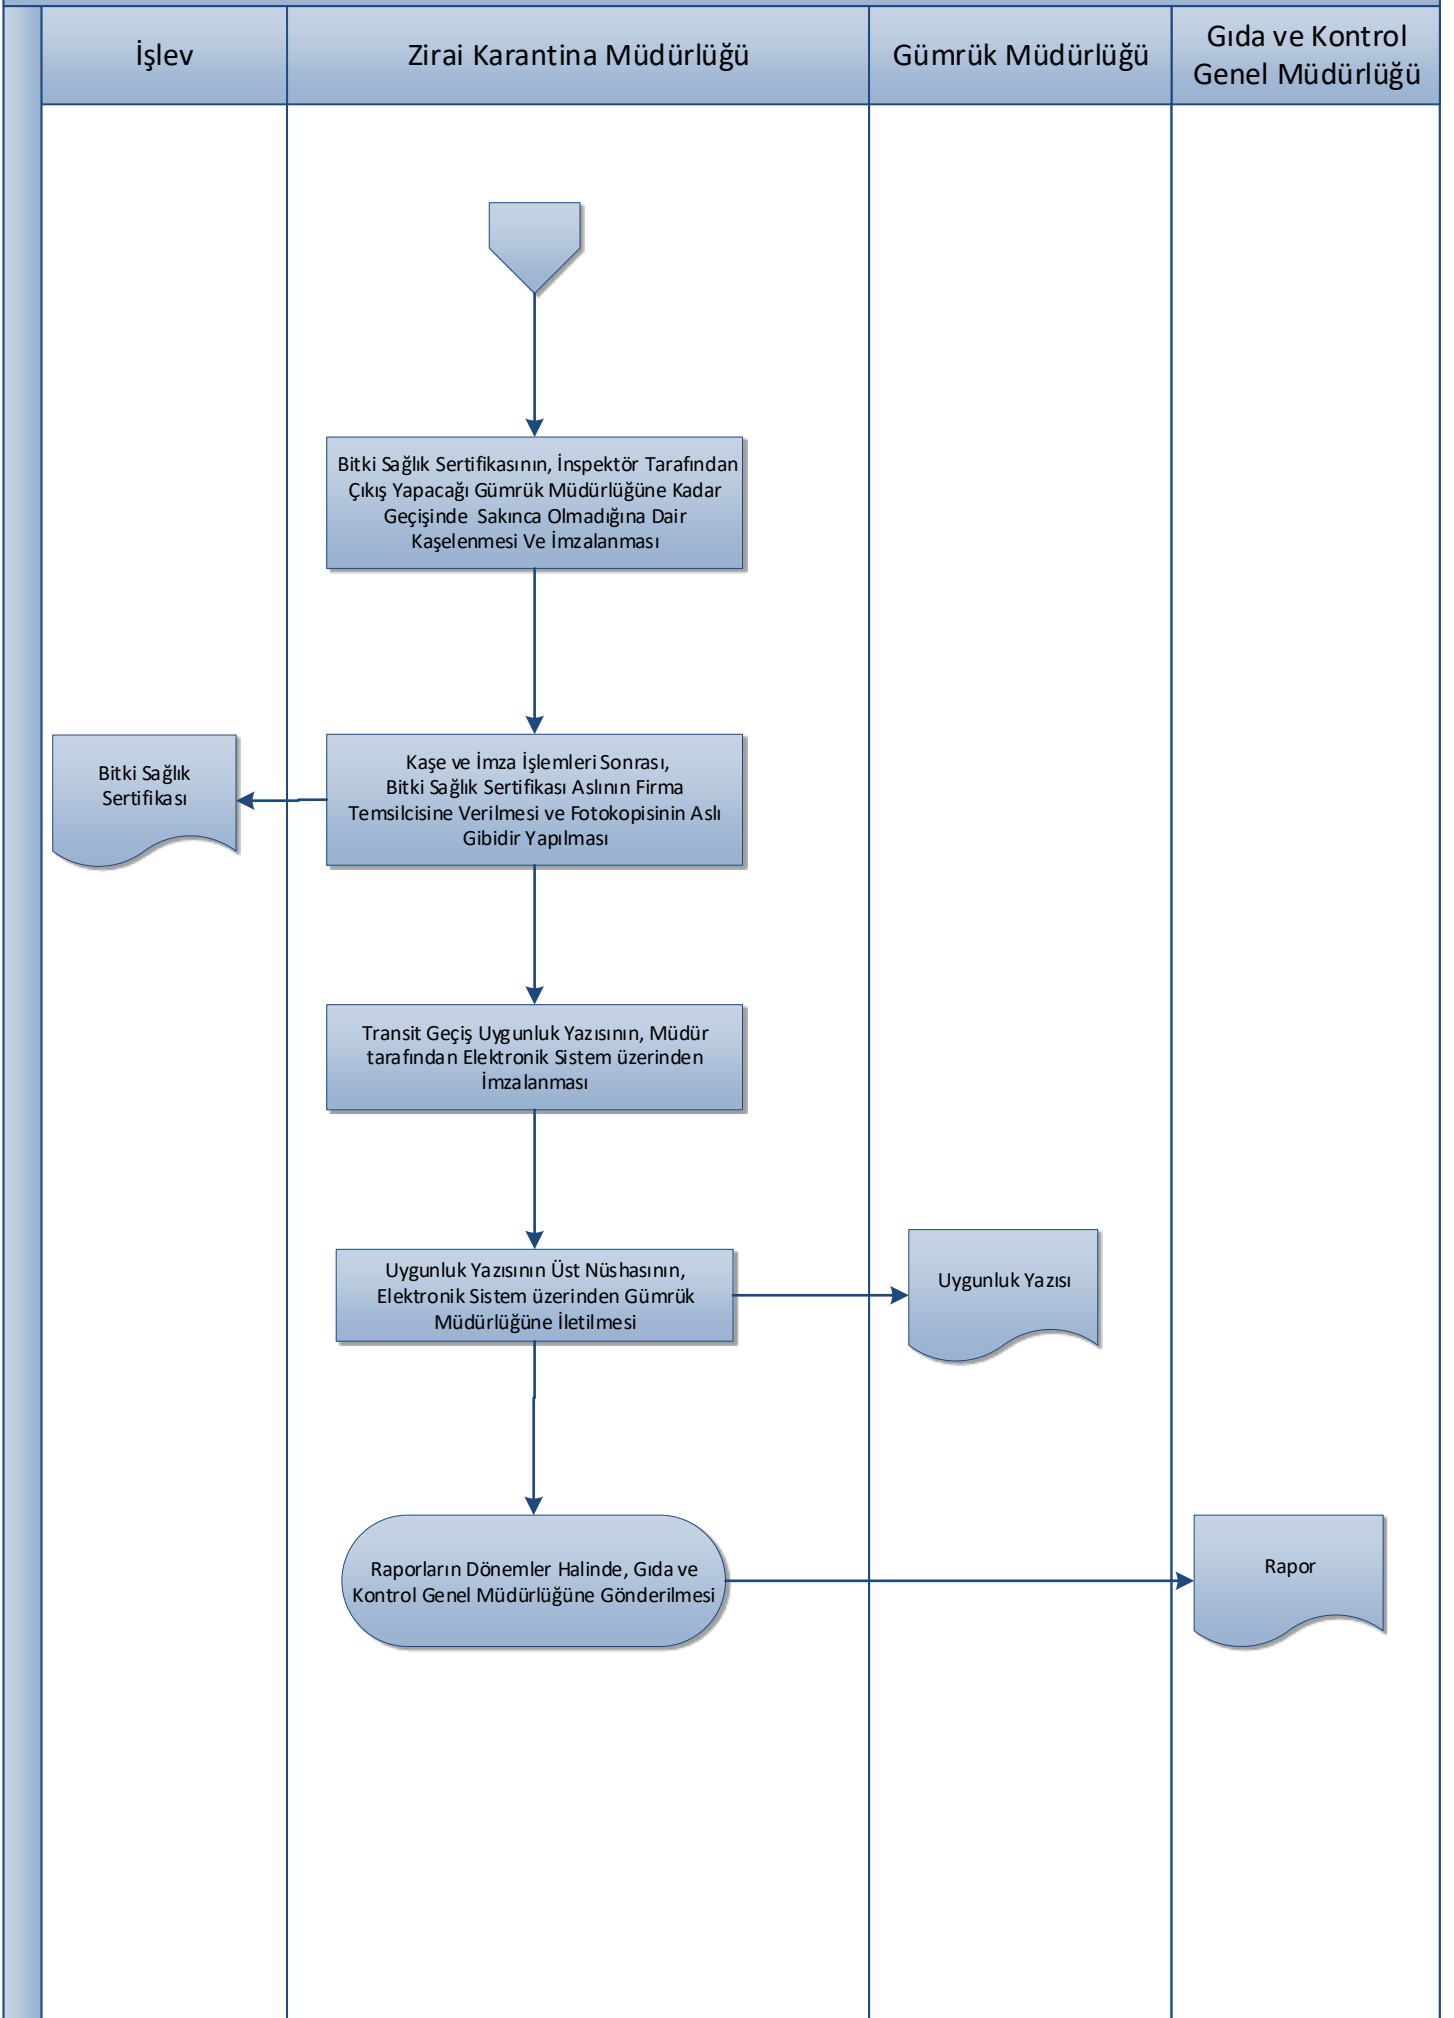 İşlev
Zirai Karantina Müdürlüğü
Gümrük Müdürlüğü
Gıda ve Kontrol
Genel Müdürlüğü
Bitki Sağlık Sertifikasının, İnspektör Tarafından
Çıkış Yapacağı Gümrük Müdürlüğüne Kadar
Geçişinde Sakınca Olmadığına Dair
Kaşelenmesi Ve İmzalanması
Bitki Sağlık
Sertifikası
Kaşe ve İmza İşlemleri Sonrası,
Bitki Sağlık Sertifikası Aslının Firma
Temsilcisine Verilmesi ve Fotokopisinin Aslı
Gibidir Yapılması
Transit Geçiş Uygunluk Yazısının, Müdür
tarafından Elektronik Sistem üzerinden
İmzalanması
Uygunluk Yazısının Üst Nüshasının,
Elektronik Sistem üzerinden Gümrük
Müdürlüğüne İletilmesi
Uygunluk Yazısı
Raporların Dönemler Halinde, Gıda ve
Kontrol Genel Müdürlüğüne Gönderilmesi
Rapor